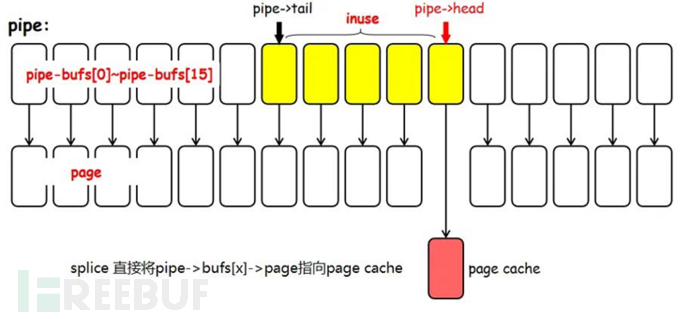 pipe:
pipe->tail
inuse
pipe->head
pipe-bufs[0]~pipe-bufs[15]
page
splice 直接将pipe->bufs[x]->page指向page cache
page cache
FREEBUF